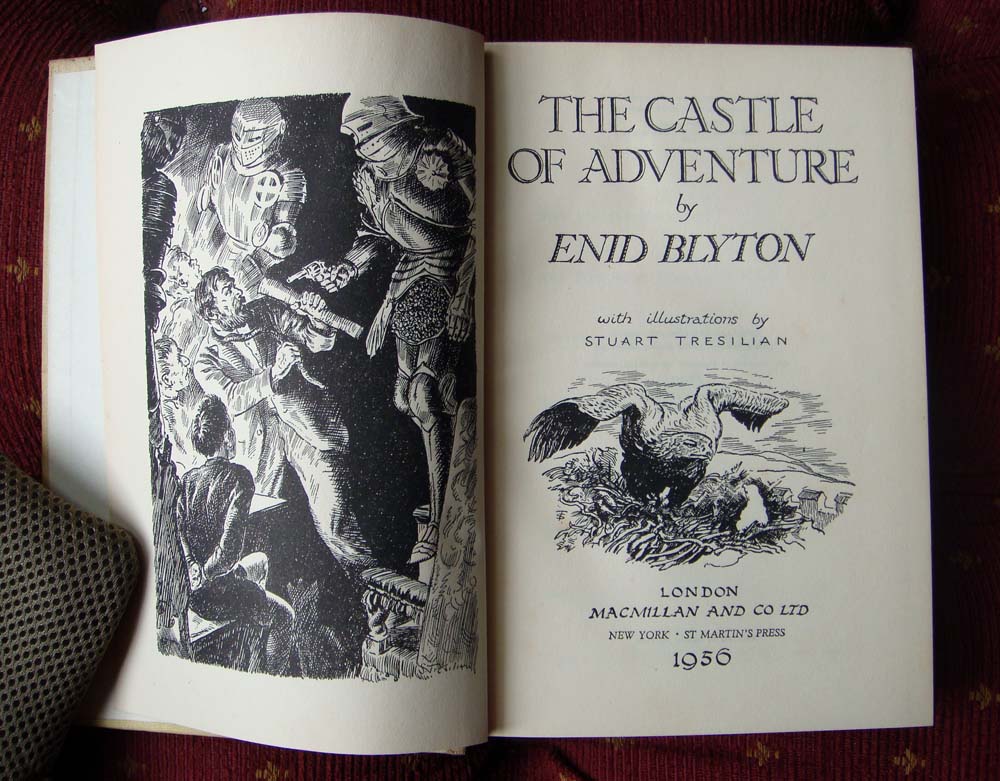 THE CASTLE
OF ADVENTURE
by
ENID BLYTON
with illustrations by
STUART TRESILIAN
LONDON
MACMILLAN AND CO LTD
NEW YORK · ST MARTIN'S PRESS
1956